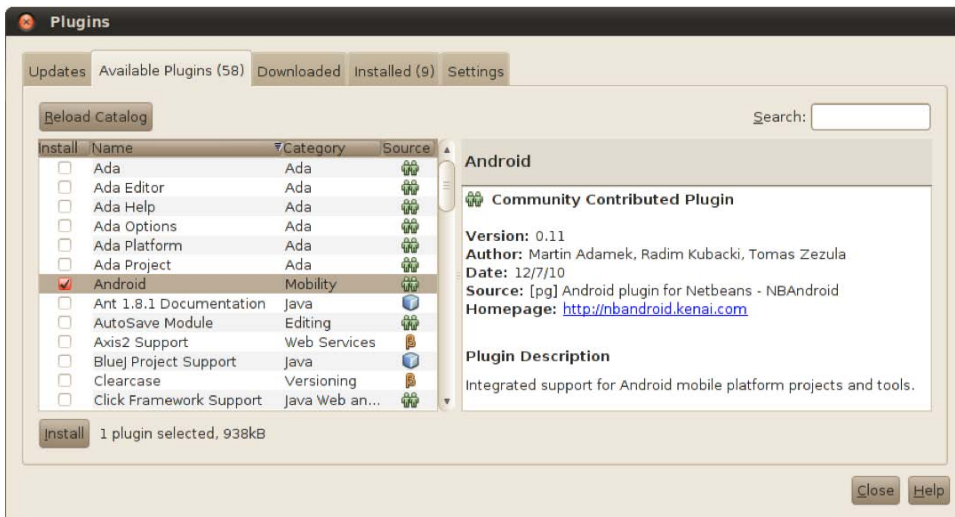 Plugins
Updates Available Plugins (58) Downloaded Installed (9) Settings
Reload Catalog
Search:
Install Name Category Source
Ada Ada
Ada Editor Ada
Ada Help Ada
Ada Options Ada
Ada Platform Ada
Ada Project Ada
Android Mobility
Ant 1.8.1 Documentation Java
AutoSave Module Editing
Axis2 Support Web Services
BlueJ Project Support Java
Clearcase Versioning
Click Framework Support Java Web an...
Android
Community Contributed Plugin
Version: 0.11
Author: Martin Adamek, Radim Kubacki, Tomas Zezula
Date: 12/7/10
Source: [pg] Android plugin for Netbeans - NBAndroid
Homepage: http://nbandroid.kenai.com
Plugin Description
Integrated support for Android mobile platform projects and tools.
Install 1 plugin selected, 938kB
Close Help